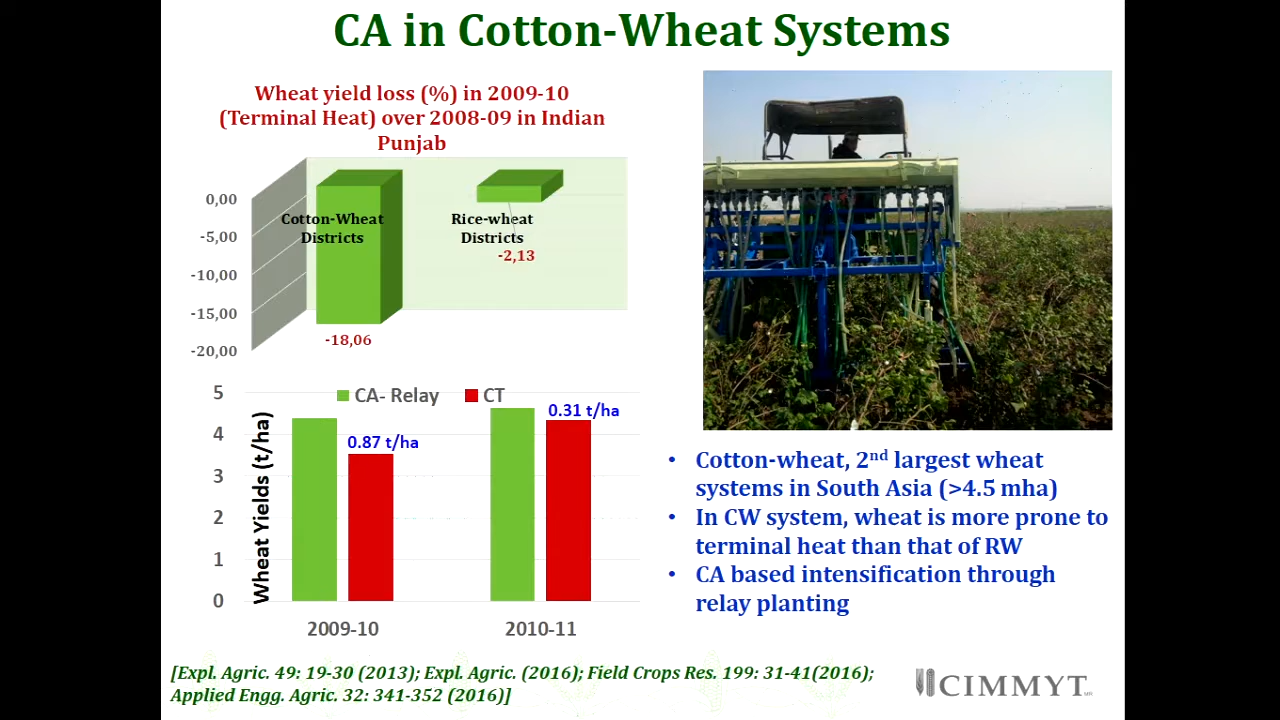 CA in Cotton-Wheat Systems
Wheat yield loss (%) in 2009-10
(Terminal Heat) over 2008-09 in Indian
Punjab
0,00
-5,00
-10,00
-15,00
-20,00
Cotton-Wheat
Districts
-18,06
Rice-wheat
Districts
-2,13
CA- Relay
CT
Wheat Yields (t/ha)
5
4
3
2
1
0
0.87 t/ha
0.31 t/ha
2009-10
2010-11
• Cotton-wheat, 2nd largest wheat
systems in South Asia (>4.5 mha)
• In CW system, wheat is more prone to
terminal heat than that of RW
• CA based intensification through
relay planting
[Expl. Agric. 49: 19-30 (2013); Expl. Agric. (2016); Field Crops Res. 199: 31-41(2016);
Applied Engg. Agric. 32: 341-352 (2016)]
CIMMYT